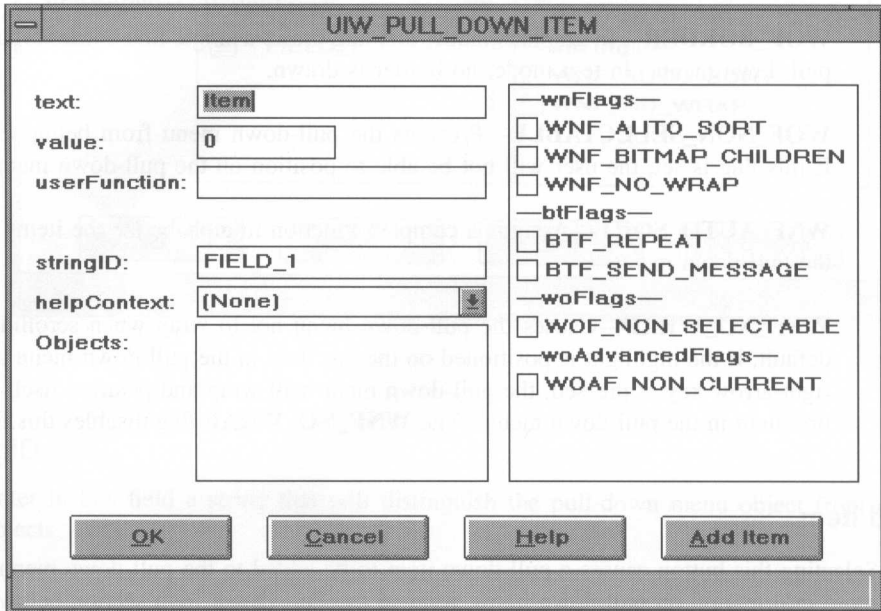 UIW_PULL_DOWN_ITEM
text: Item
value: 0
userFunction:
stringID: FIELD_1
helpContext: (None)
Objects:
—wnFlags—
WNF_AUTO_SORT
WNF_BITMAP_CHILDREN
WNF_NO_WRAP
—btFlags—
BTF_REPEAT
BTF_SEND_MESSAGE
—woFlags—
WOF_NON_SELECTABLE
—woAdvancedFlags—
WOAF_NON_CURRENT
OK
Cancel
Help
Add Item